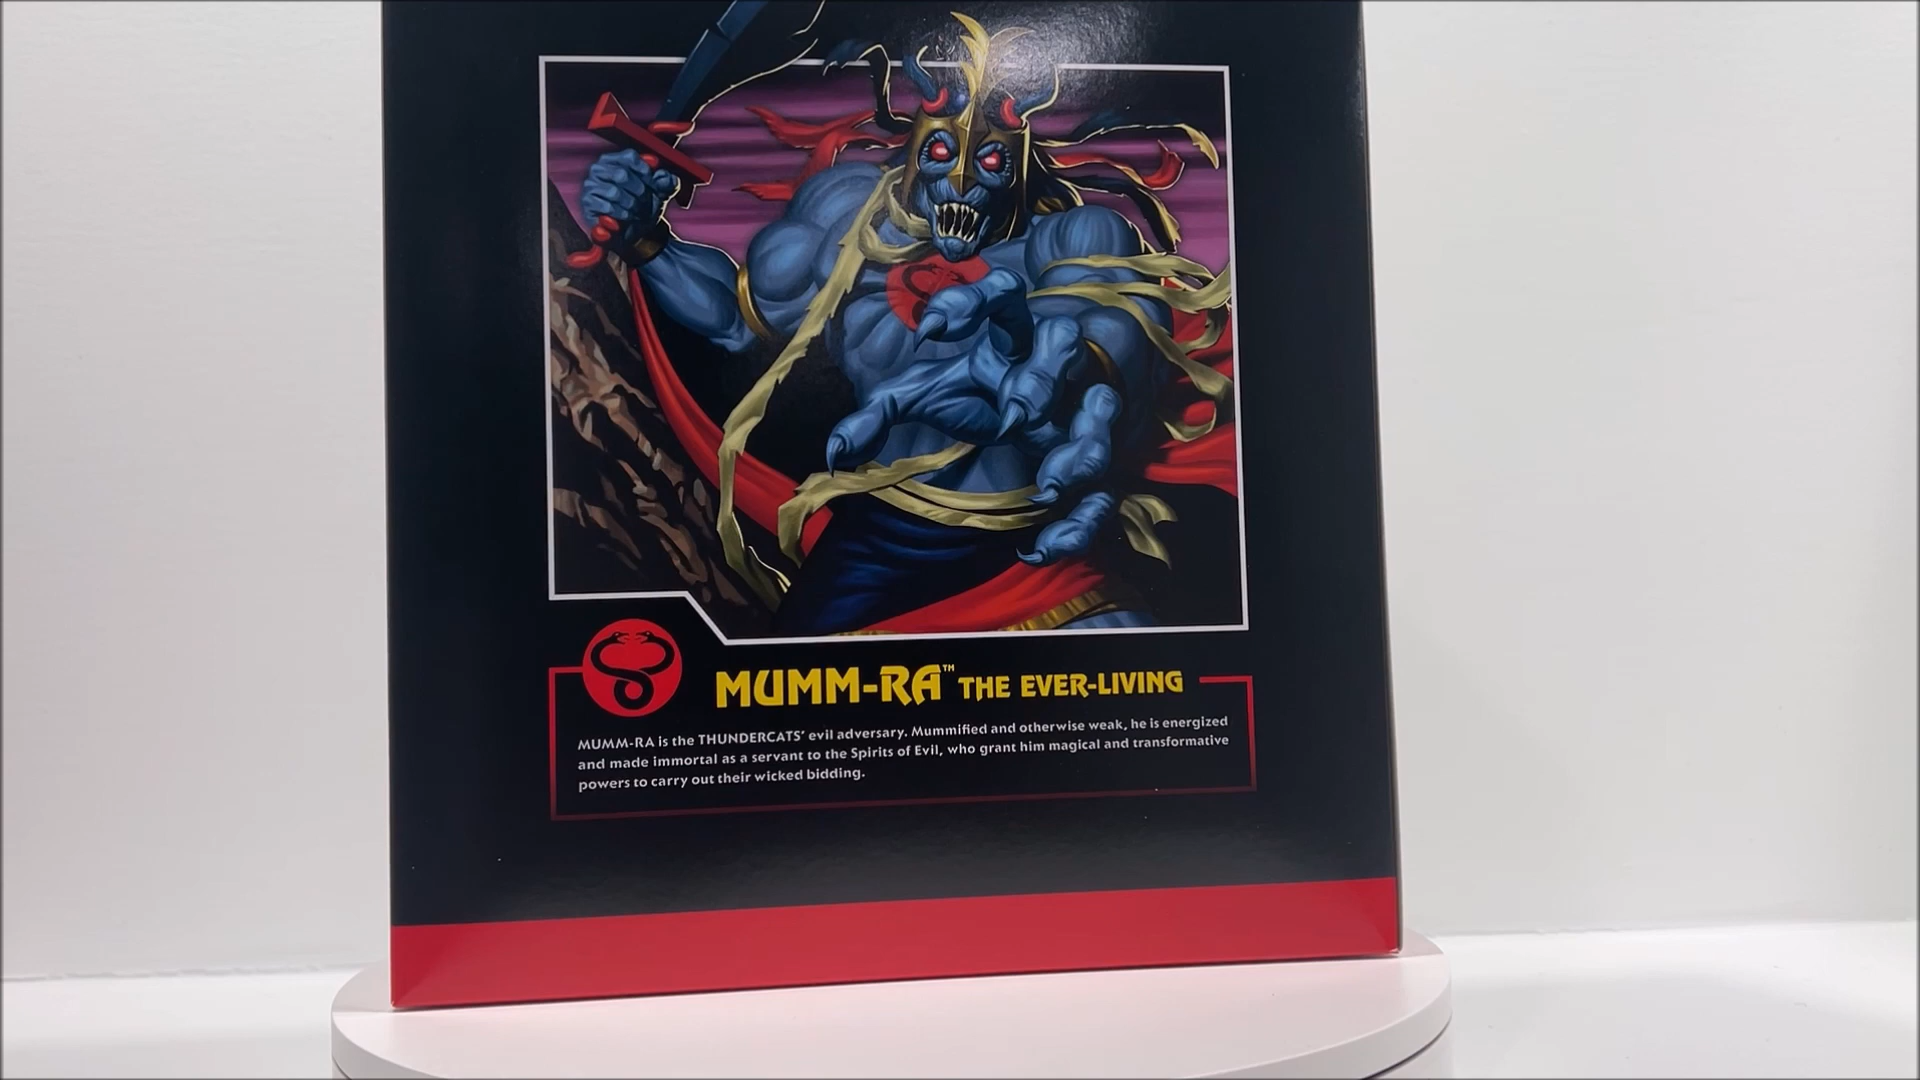 MUMM-RA™ THE EVER-LIVING
MUMM-RA is the THUNDERCATS' evil adversary. Mummified and otherwise weak, he is energized
and made immortal as a servant to the Spirits of Evil, who grant him magical and transformative
powers to carry out their wicked bidding.